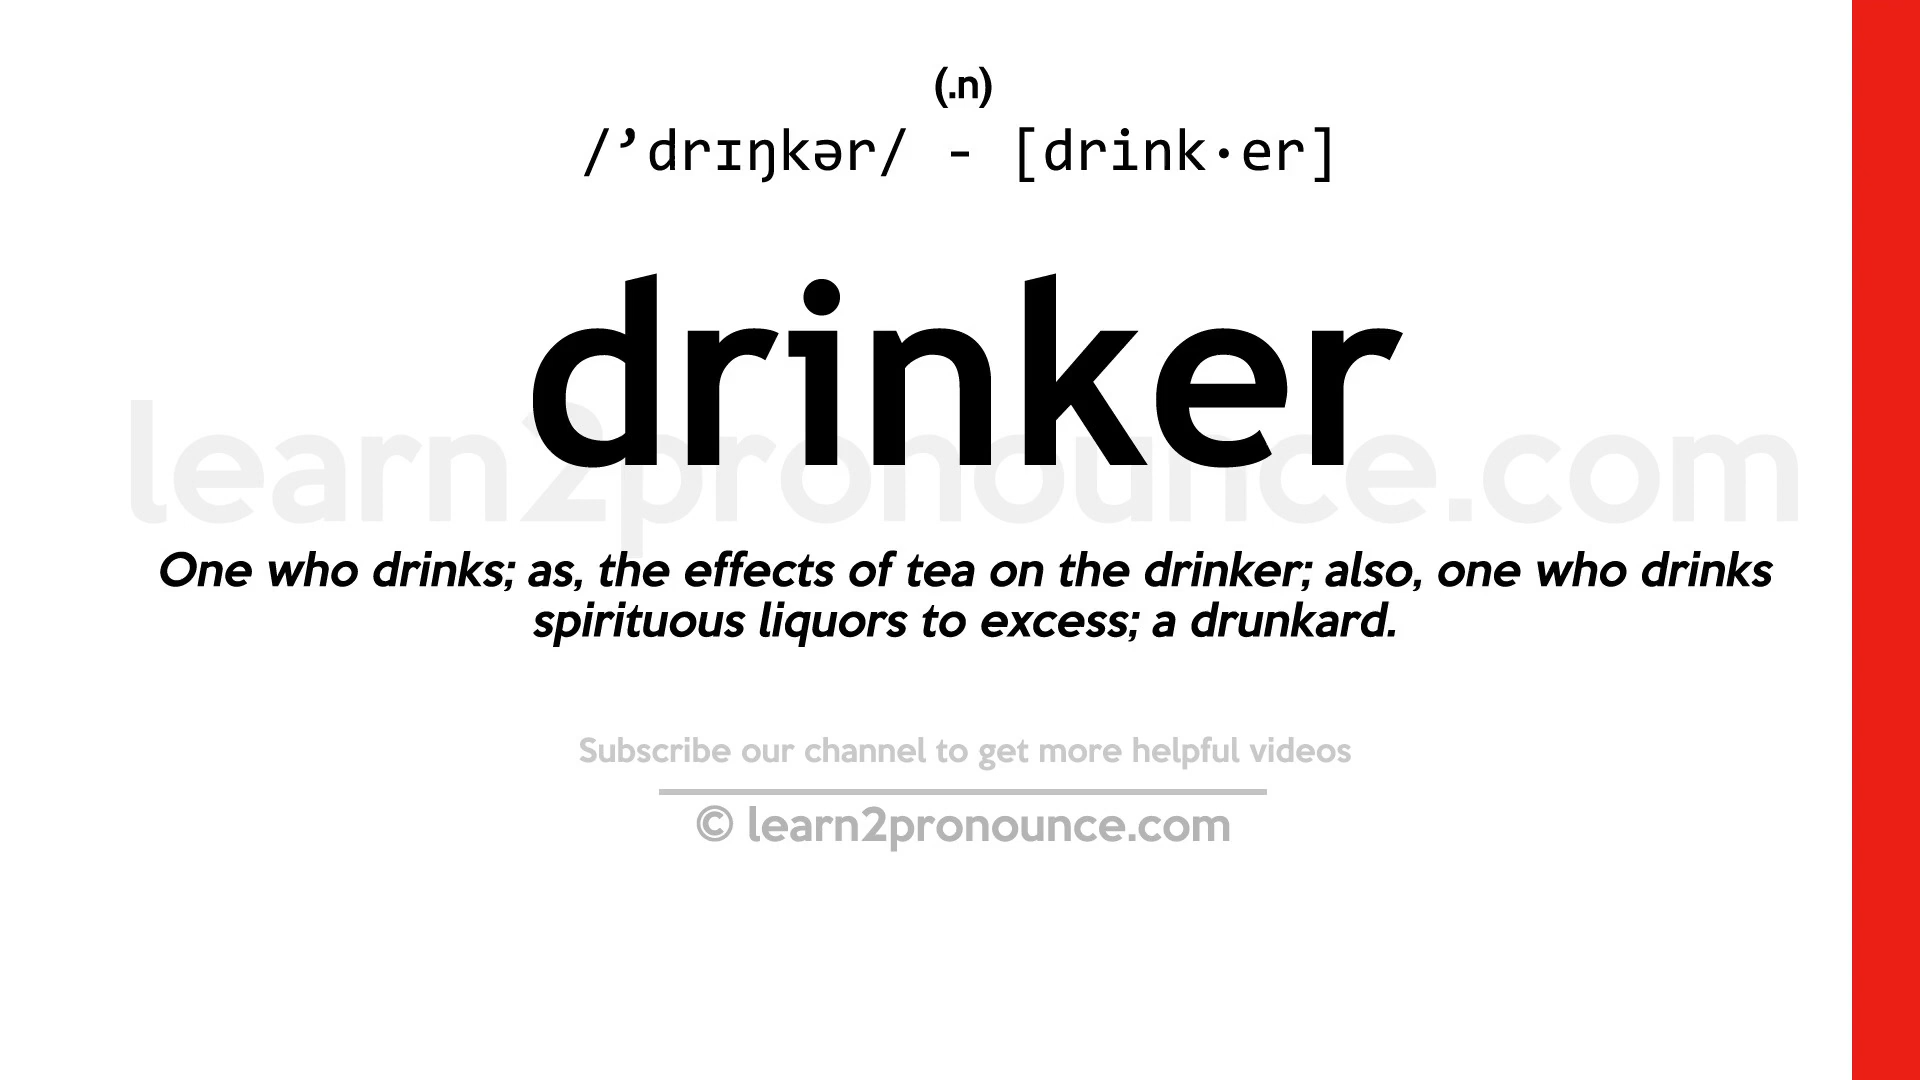 (.n)
/’drɪŋkər/ - [drink·er]
drinker
learn2pronounce.com
One who drinks; as, the effects of tea on the drinker; also, one who drinks
spirituous liquors to excess; a drunkard.
Subscribe our channel to get more helpful videos
© learn2pronounce.com